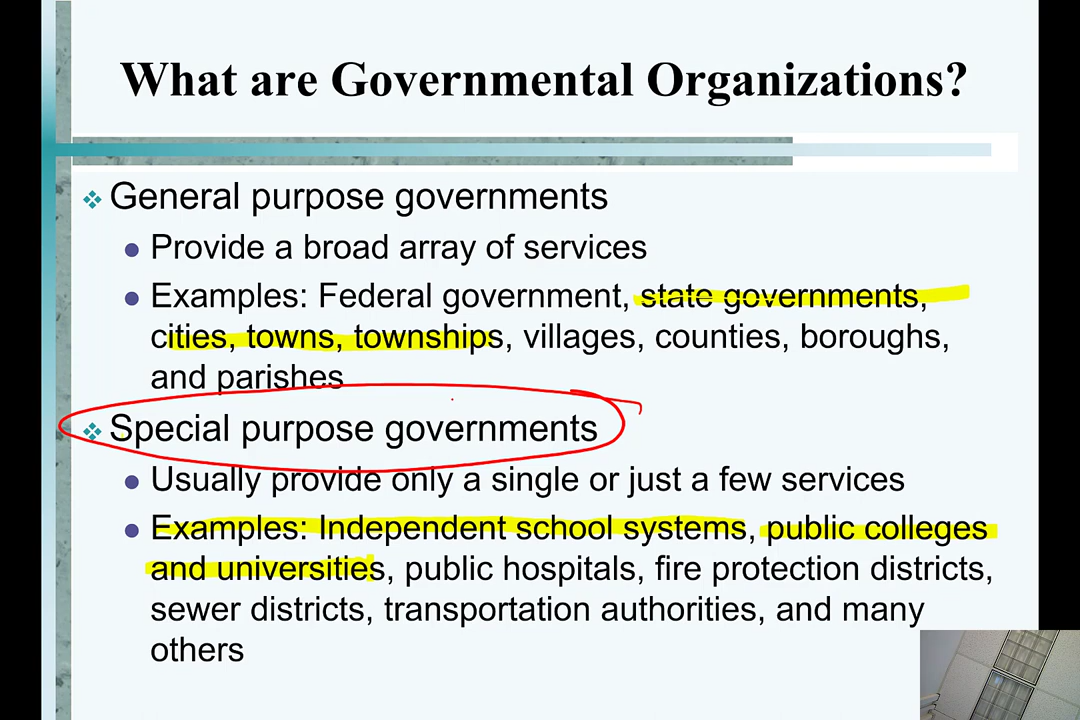 What are Governmental Organizations?
General purpose governments
Provide a broad array of services
Examples: Federal government, state governments,
cities, towns, townships, villages, counties, boroughs,
and parishes
Special purpose governments
Usually provide only a single or just a few services
Examples: Independent school systems, public colleges
and universities, public hospitals, fire protection districts,
sewer districts, transportation authorities, and many
others